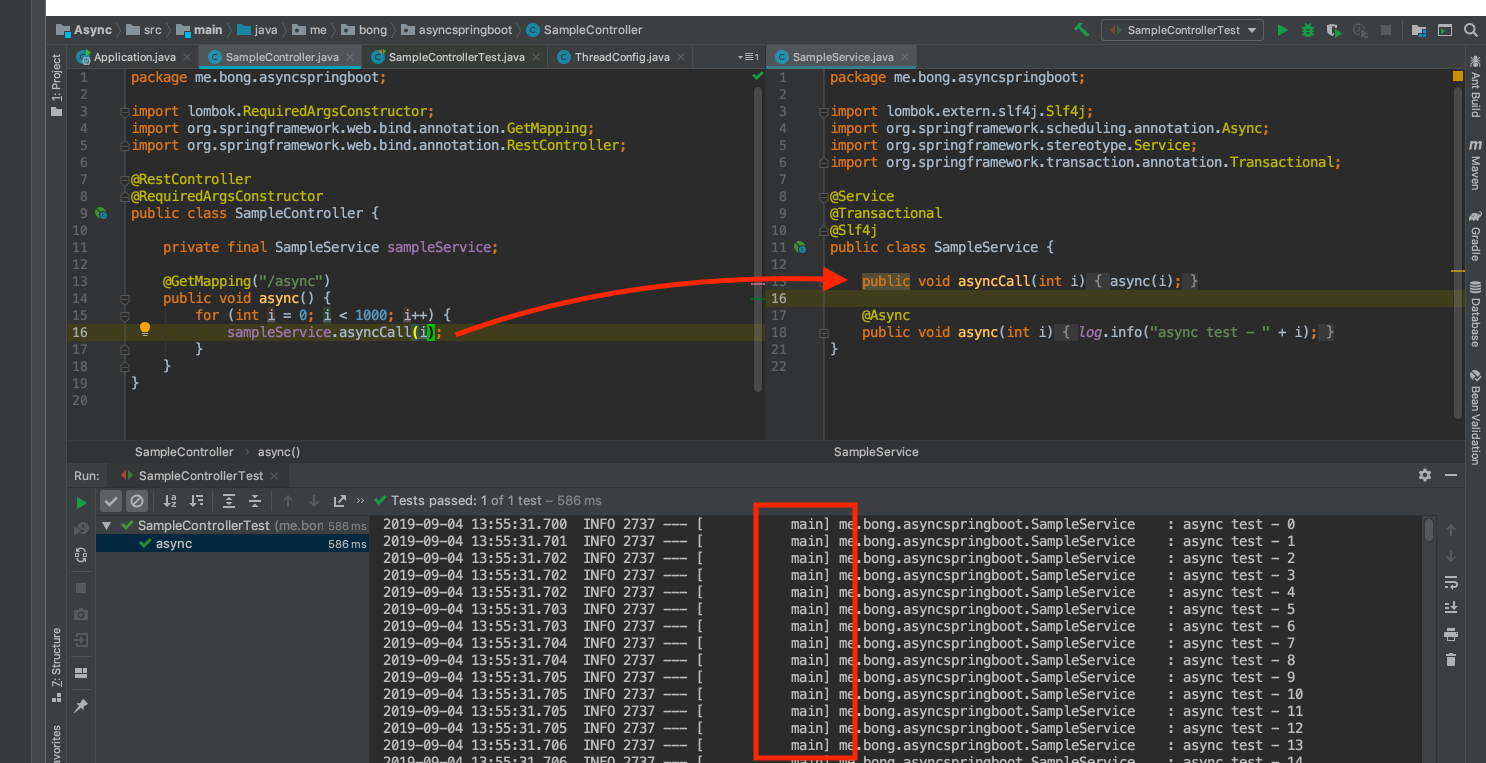 Async src main java me bong asyncspringboot SampleController SampleControllerTest
Application.java SampleController.java SampleControllerTest.java ThreadConfig.java 1 SampleService.java
1: Project
1 package me.bong.asyncspringboot;
2
3 import lombok.RequiredArgsConstructor;
4 import org.springframework.web.bind.annotation.GetMapping;
5 import org.springframework.web.bind.annotation.RestController;
6
7 @RestController
8 @RequiredArgsConstructor
9 public class SampleController {
10
11 private final SampleService sampleService;
12
13 @GetMapping("/async")
14 public void async() {
15 for (int i = 0; i < 1000; i++) {
16 sampleService.asyncCall(i);
17 }
18 }
19 }
20
SampleController async()
1 package me.bong.asyncspringboot;
2
3 import lombok.extern.slf4j.Slf4j;
4 import org.springframework.scheduling.annotation.Async;
5 import org.springframework.stereotype.Service;
6 import org.springframework.transaction.annotation.Transactional;
7
8 @Service
9 @Transactional
10 @Slf4j
11 public class SampleService {
12
13 public void asyncCall(int i) { async(i); }
16
17 @Async
18 public void async(int i) { log.info("async test - " + i); }
21 }
22
SampleService
Ant Build
m Maven
Gradle
Database
Bean Validation
Run: SampleControllerTest
Tests passed: 1 of 1 test – 586 ms
SampleControllerTest (me.bon 586 ms
async 586 ms
2019-09-04 13:55:31.700 INFO 2737 --- [ main] me.bong.asyncspringboot.SampleService : async test - 0
2019-09-04 13:55:31.701 INFO 2737 --- [ main] me.bong.asyncspringboot.SampleService : async test - 1
2019-09-04 13:55:31.702 INFO 2737 --- [ main] me.bong.asyncspringboot.SampleService : async test - 2
2019-09-04 13:55:31.702 INFO 2737 --- [ main] me.bong.asyncspringboot.SampleService : async test - 3
2019-09-04 13:55:31.702 INFO 2737 --- [ main] me.bong.asyncspringboot.SampleService : async test - 4
2019-09-04 13:55:31.703 INFO 2737 --- [ main] me.bong.asyncspringboot.SampleService : async test - 5
2019-09-04 13:55:31.703 INFO 2737 --- [ main] me.bong.asyncspringboot.SampleService : async test - 6
2019-09-04 13:55:31.704 INFO 2737 --- [ main] me.bong.asyncspringboot.SampleService : async test - 7
2019-09-04 13:55:31.704 INFO 2737 --- [ main] me.bong.asyncspringboot.SampleService : async test - 8
2019-09-04 13:55:31.705 INFO 2737 --- [ main] me.bong.asyncspringboot.SampleService : async test - 9
2019-09-04 13:55:31.705 INFO 2737 --- [ main] me.bong.asyncspringboot.SampleService : async test - 10
2019-09-04 13:55:31.705 INFO 2737 --- [ main] me.bong.asyncspringboot.SampleService : async test - 11
2019-09-04 13:55:31.705 INFO 2737 --- [ main] me.bong.asyncspringboot.SampleService : async test - 12
2019-09-04 13:55:31.706 INFO 2737 --- [ main] me.bong.asyncspringboot.SampleService : async test - 13
2019-09-04 13:55:31.706 INFO 2737 --- [ main] me.bong.asyncspringboot.SampleService : async test - 14
Z: Structure
avorites